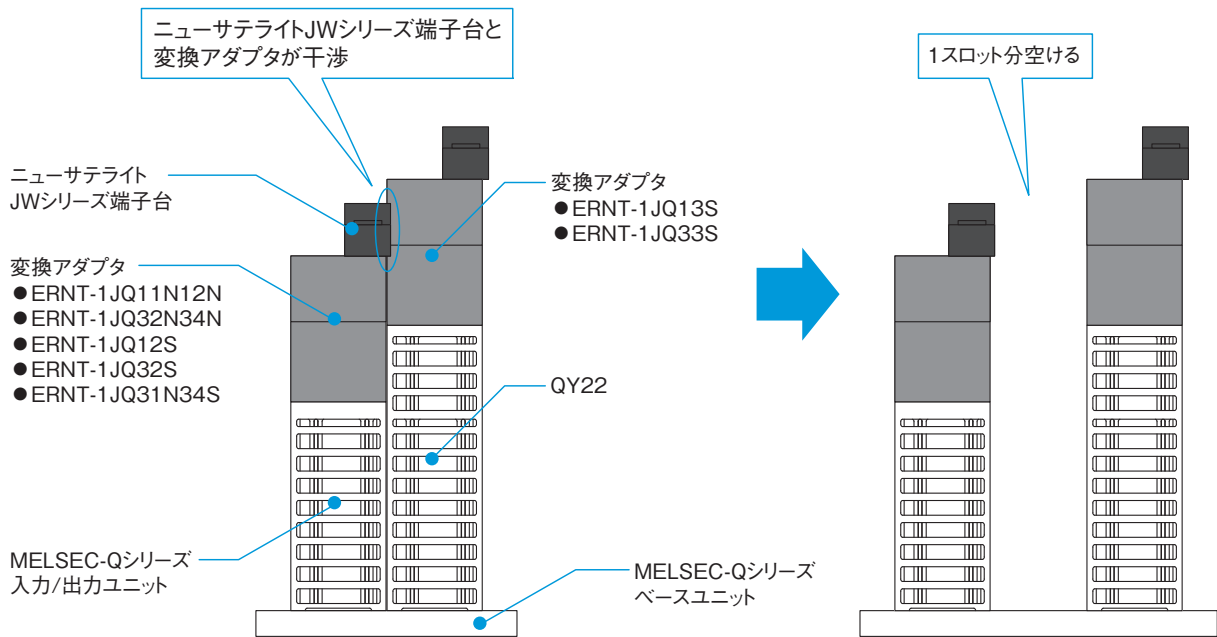 ニューサテライトJWシリーズ端子台と
変換アダプタが干渉
1スロット分空ける
ニューサテライト
JWシリーズ端子台
変換アダプタ
●ERNT-1JQ13S
●ERNT-1JQ33S
変換アダプタ
●ERNT-1JQ11N12N
●ERNT-1JQ32N34N
●ERNT-1JQ12S
●ERNT-1JQ32S
●ERNT-1JQ31N34S
QY22
MELSEC-Qシリーズ
入力/出力ユニット
MELSEC-Qシリーズ
ベースユニット